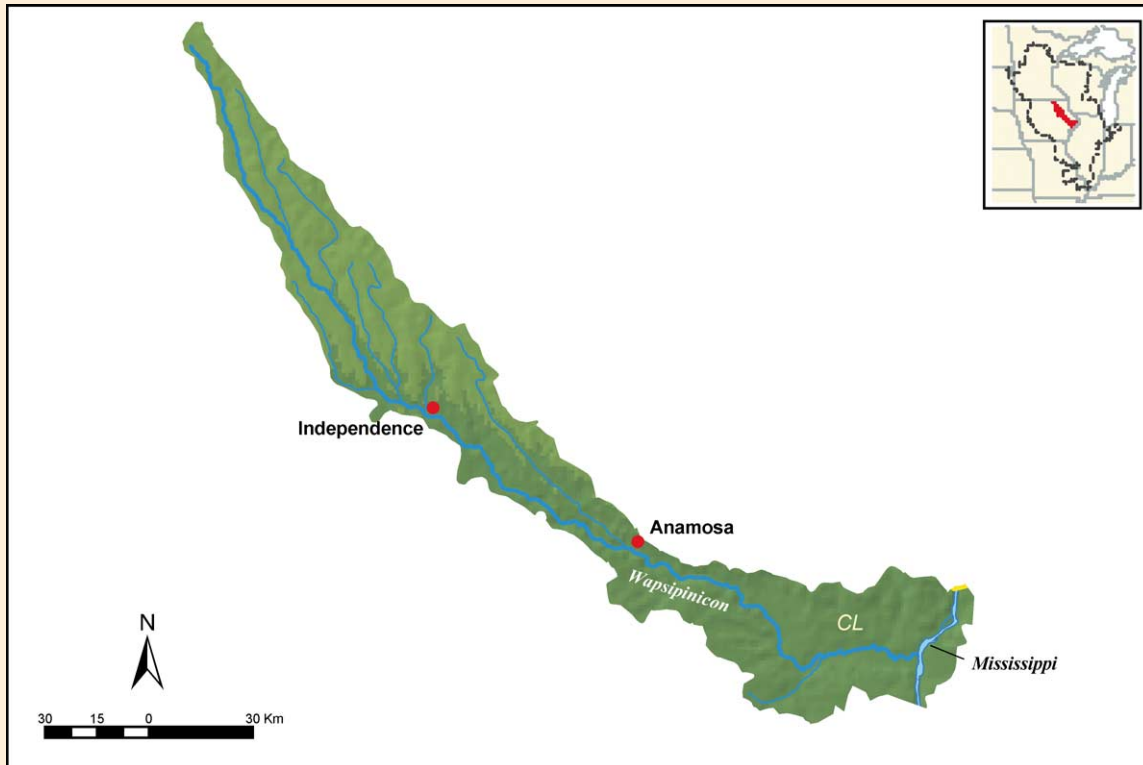 Independence
Anamosa
Wapsipinicon
CL
Mississippi
N
30 15 0 30 Km